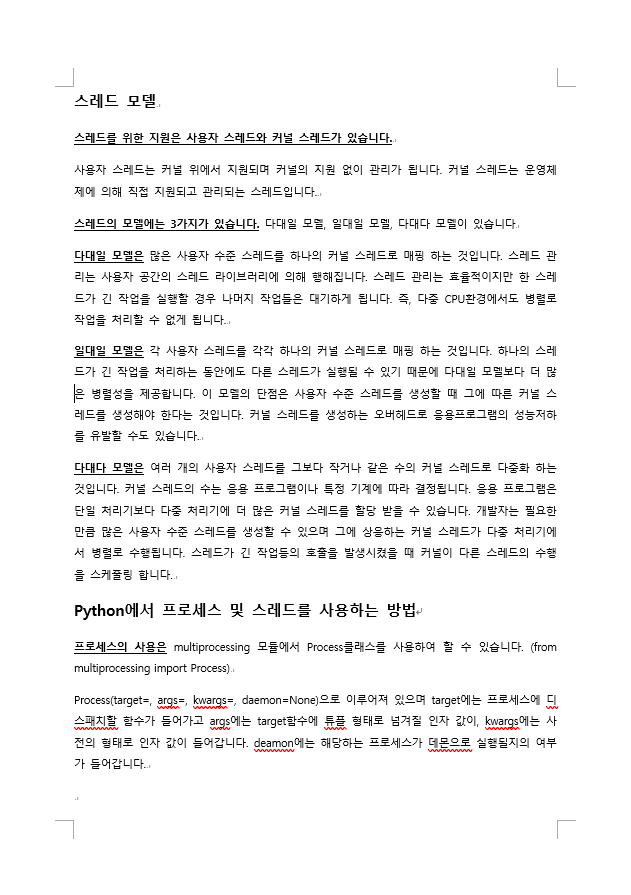 스레드 모델
스레드를 위한 지원은 사용자 스레드와 커널 스레드가 있습니다.
사용자 스레드는 커널 위에서 지원되며 커널의 지원 없이 관리가 됩니다. 커널 스레드는 운영체
제에 의해 직접 지원되고 관리되는 스레드입니다.
스레드의 모델에는 3가지가 있습니다. 다대일 모델, 일대일 모델, 다대다 모델이 있습니다.
다대일 모델은 많은 사용자 수준 스레드를 하나의 커널 스레드로 매핑 하는 것입니다. 스레드 관
리는 사용자 공간의 스레드 라이브러리에 의해 행해집니다. 스레드 관리는 효율적이지만 한 스레
드가 긴 작업을 실행할 경우 나머지 작업들은 대기하게 됩니다. 즉, 다중 CPU환경에서도 병렬로
작업을 처리할 수 없게 됩니다.
일대일 모델은 각 사용자 스레드를 각각 하나의 커널 스레드로 매핑 하는 것입니다. 하나의 스레
드가 긴 작업을 처리하는 동안에도 다른 스레드가 실행될 수 있기 때문에 다대일 모델보다 더 많
은 병렬성을 제공합니다. 이 모델의 단점은 사용자 수준 스레드를 생성할 때 그에 따른 커널 스
레드를 생성해야 한다는 것입니다. 커널 스레드를 생성하는 오버헤드로 응용프로그램의 성능저하
를 유발할 수도 있습니다.
다대다 모델은 여러 개의 사용자 스레드를 그보다 작거나 같은 수의 커널 스레드로 다중화 하는
것입니다. 커널 스레드의 수는 응용 프로그램이나 특정 기계에 따라 결정됩니다. 응용 프로그램은
단일 처리기보다 다중 처리기에 더 많은 커널 스레드를 할당 받을 수 있습니다. 개발자는 필요한
만큼 많은 사용자 수준 스레드를 생성할 수 있으며 그에 상응하는 커널 스레드가 다중 처리기에
서 병렬로 수행됩니다. 스레드가 긴 작업등의 호출을 발생시켰을 때 커널이 다른 스레드의 수행
을 스케줄링 합니다.
Python에서 프로세스 및 스레드를 사용하는 방법
프로세스의 사용은 multiprocessing 모듈에서 Process클래스를 사용하여 할 수 있습니다. (from
multiprocessing import Process)
Process(target=, args=, kwargs=, daemon=None)으로 이루어져 있으며 target에는 프로세스에 디
스패치할 함수가 들어가고 args에는 target함수에 튜플 형태로 넘겨질 인자 값이, kwargs에는 사
전의 형태로 인자 값이 들어갑니다. deamon에는 해당하는 프로세스가 데몬으로 실행될지의 여부
가 들어갑니다.